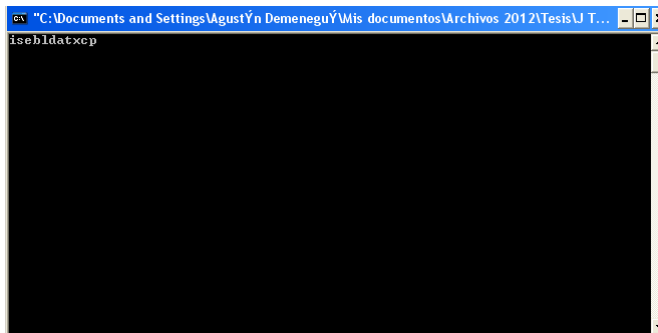 "C:\Documents and Settings\AgustÝn DemeneguÝ\Mis documentos\Archivos 2012\Tesis\J T...
isebldatxcp